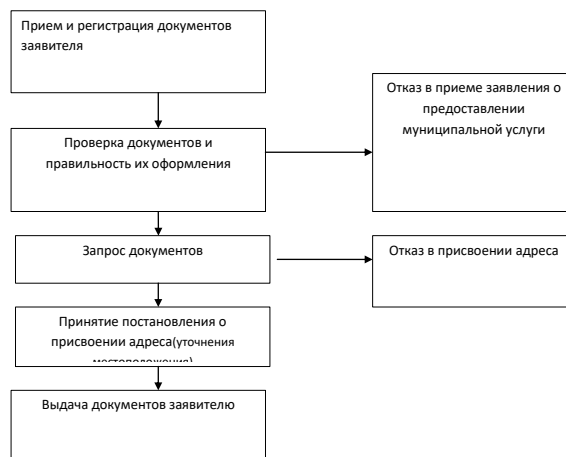 Прием и регистрация документов
заявителя
Отказ в приеме заявления о
предоставлении
муниципальной услуги
Проверка документов и
правильность их оформления
Запрос документов
Отказ в присвоении адреса
Принятие постановления о
присвоении адреса(уточнения
местоположения)
Выдача документов заявителю